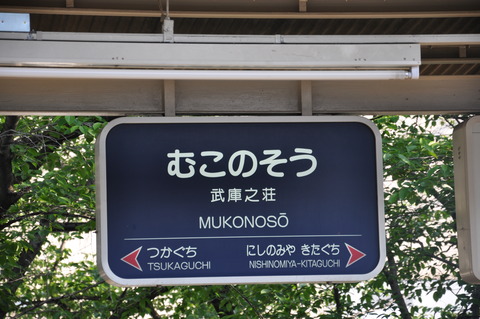 むこのそう
武庫之荘
MUKONOSŌ
つかぐち にしのみや きたぐち
TSUKAGUCHI NISHINOMIYA-KITAGUCHI